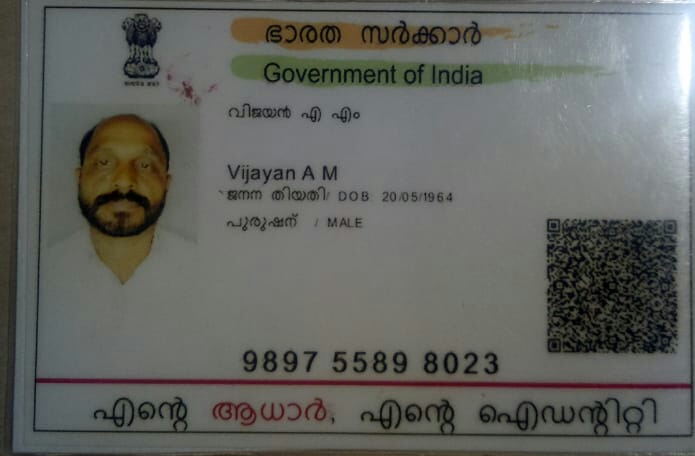 ഭാരത സർക്കാർ
Government of India
വിജയൻ എ എം
Vijayan A M
ജനന തിയതി/ DOB: 20/05/1964
പുരുഷന് / MALE
9897 5589 8023
എന്റെ ആധാർ, എന്റെ ഐഡന്റിറ്റി